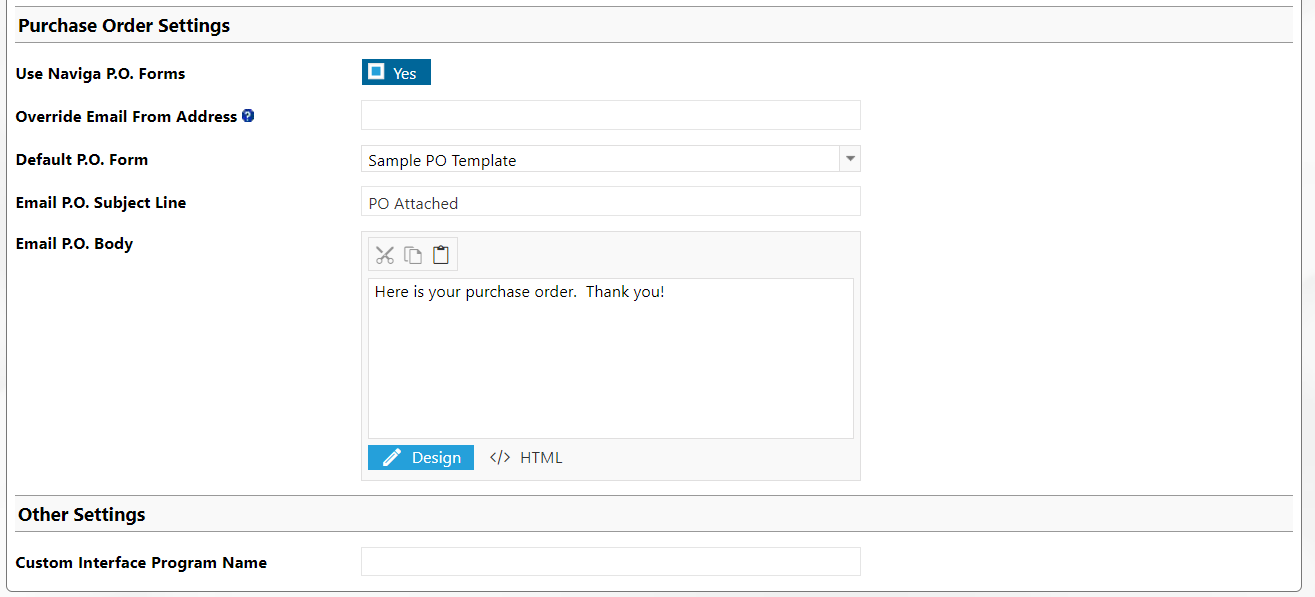 Purchase Order Settings
Use Naviga P.O. Forms
Yes
Override Email From Address ?
Default P.O. Form
Sample PO Template
Email P.O. Subject Line
PO Attached
Email P.O. Body
Here is your purchase order.  Thank you!
Design </> HTML
Other Settings
Custom Interface Program Name